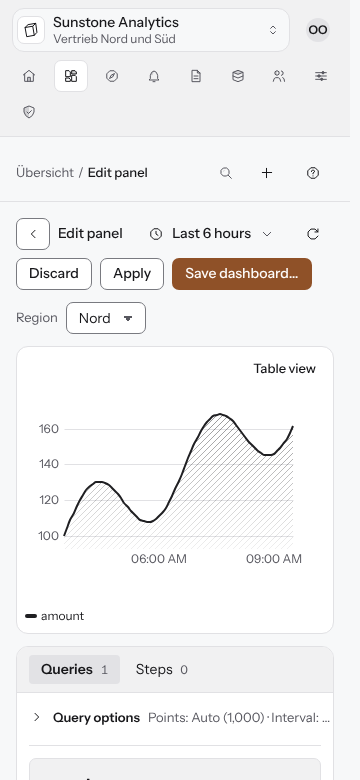 Sunstone Analytics
Vertrieb Nord und Süd
OO
Übersicht / Edit panel
Edit panel
Last 6 hours
Discard
Apply
Save dashboard...
Region
Nord
Table view
160
140
120
100
06:00 AM
09:00 AM
amount
Queries 1
Steps 0
Query options Points: Auto (1,000) · Interval: ...